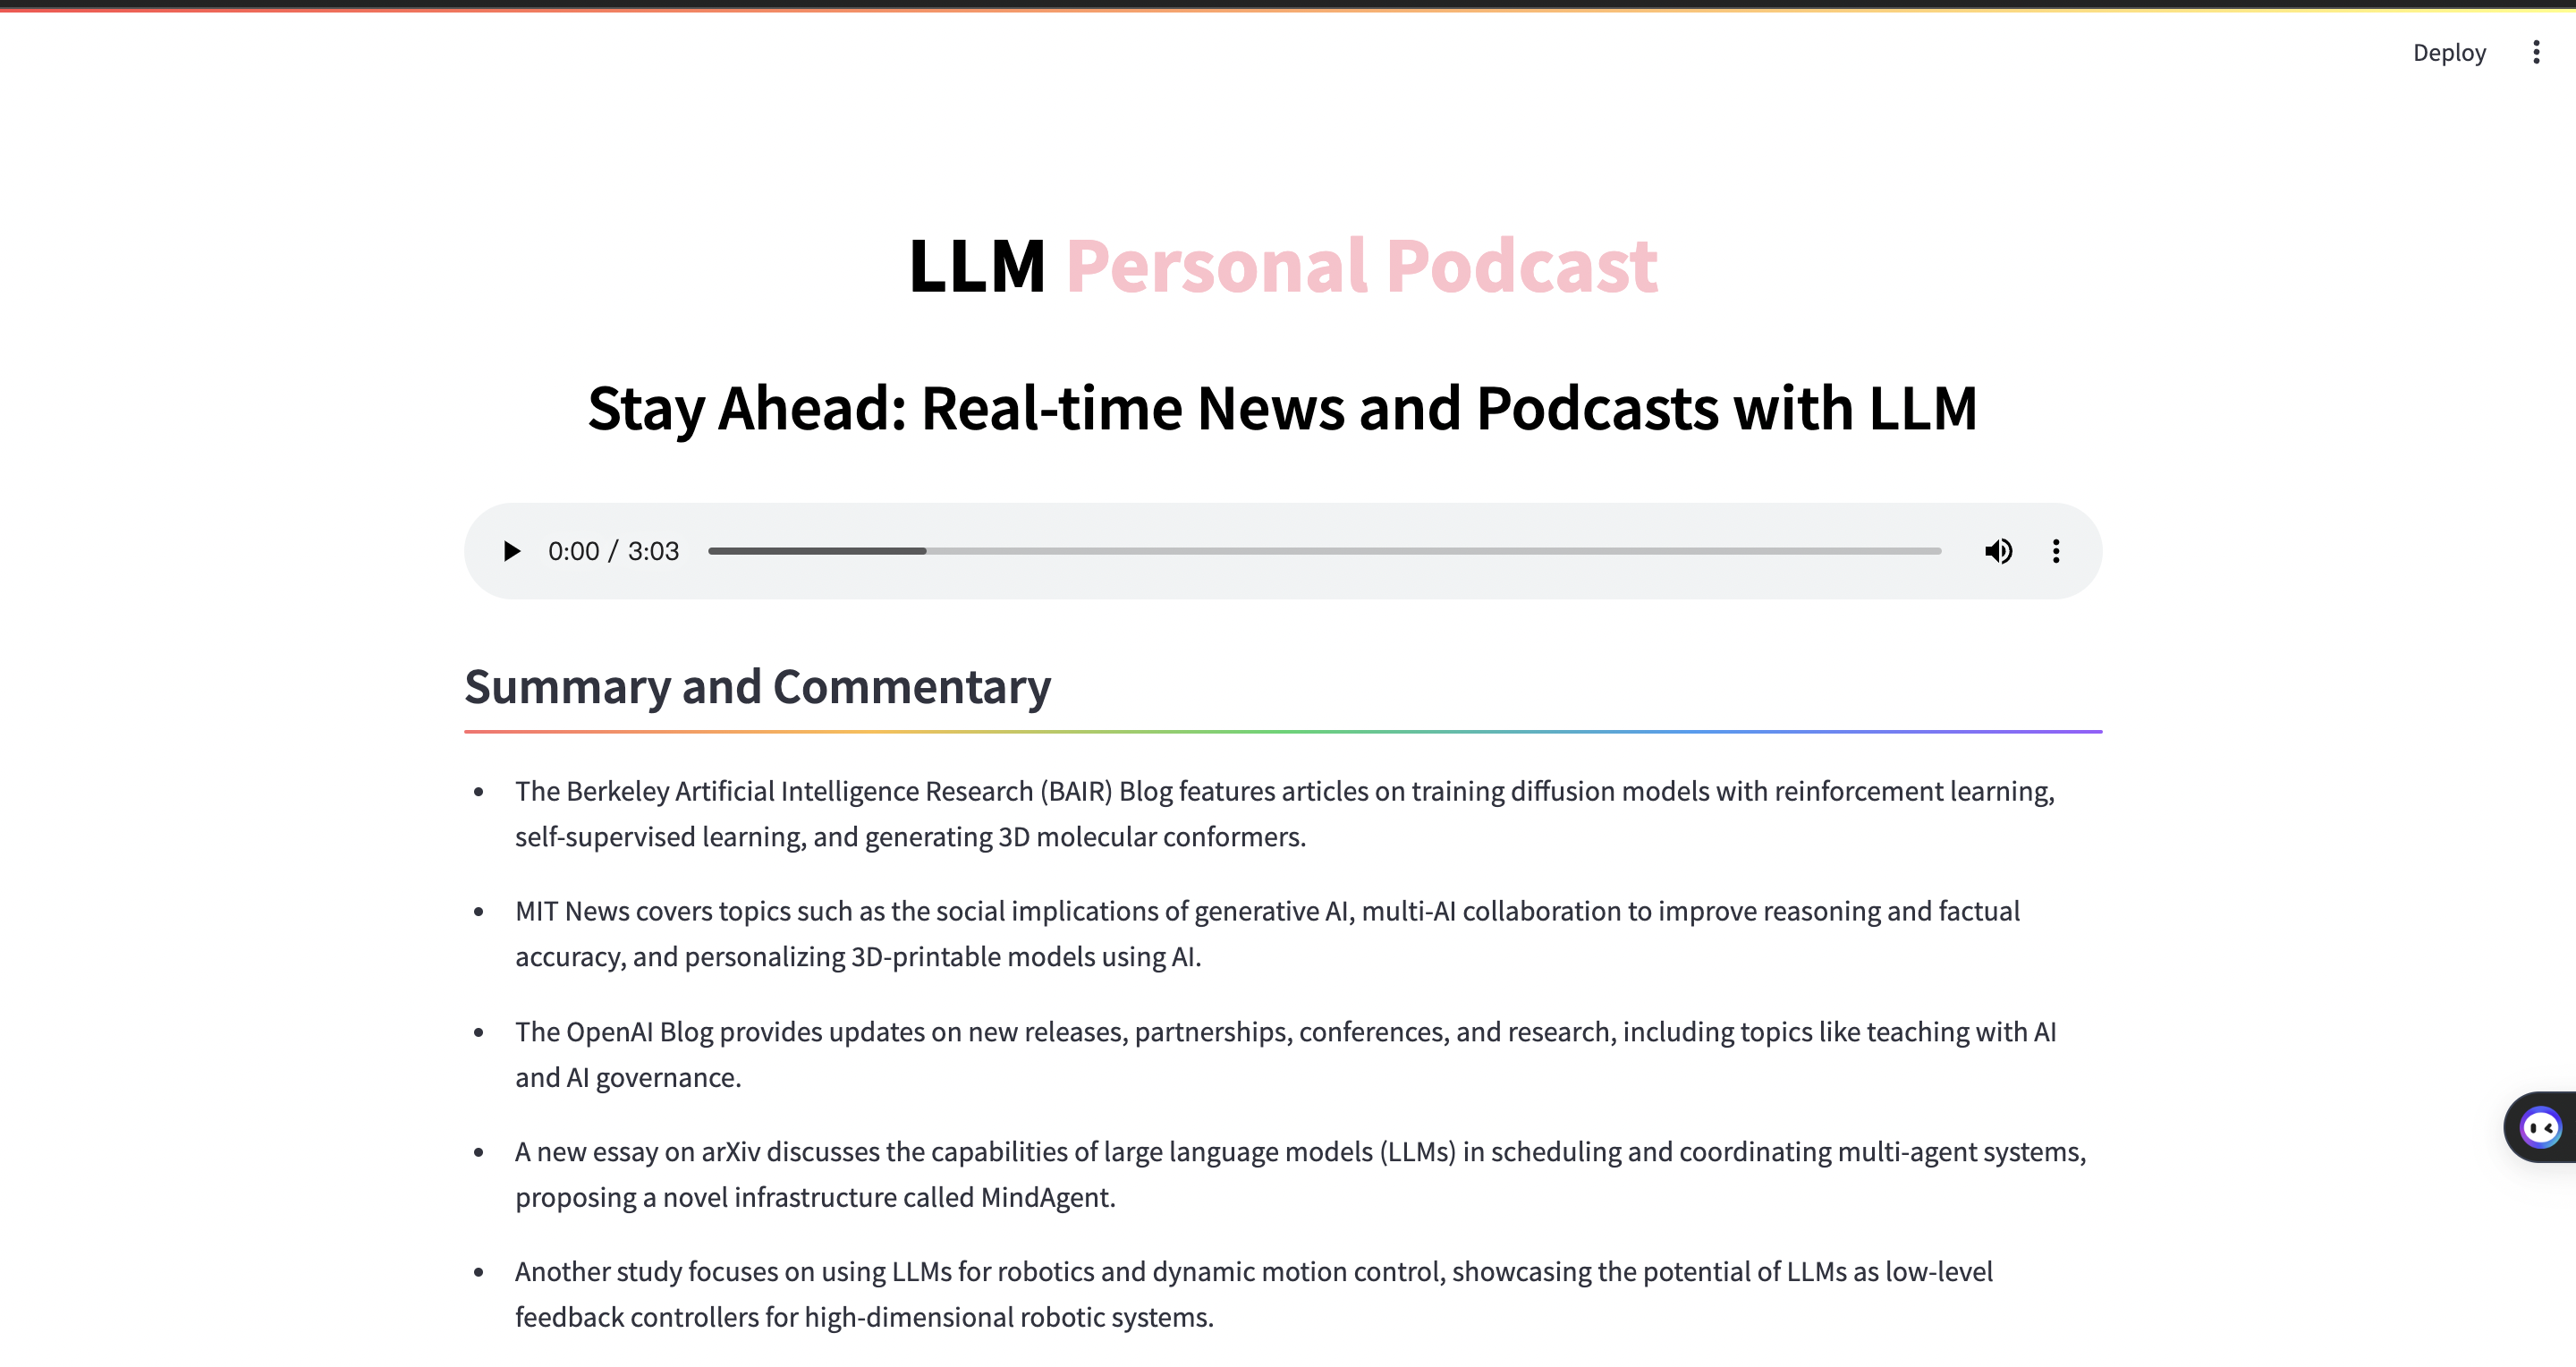 Deploy
LLM Personal Podcast
Stay Ahead: Real-time News and Podcasts with LLM
0:00 / 3:03
Summary and Commentary
• The Berkeley Artificial Intelligence Research (BAIR) Blog features articles on training diffusion models with reinforcement learning,
self-supervised learning, and generating 3D molecular conformers.
• MIT News covers topics such as the social implications of generative AI, multi-AI collaboration to improve reasoning and factual
accuracy, and personalizing 3D-printable models using AI.
• The OpenAI Blog provides updates on new releases, partnerships, conferences, and research, including topics like teaching with AI
and AI governance.
• A new essay on arXiv discusses the capabilities of large language models (LLMs) in scheduling and coordinating multi-agent systems,
proposing a novel infrastructure called MindAgent.
• Another study focuses on using LLMs for robotics and dynamic motion control, showcasing the potential of LLMs as low-level
feedback controllers for high-dimensional robotic systems.